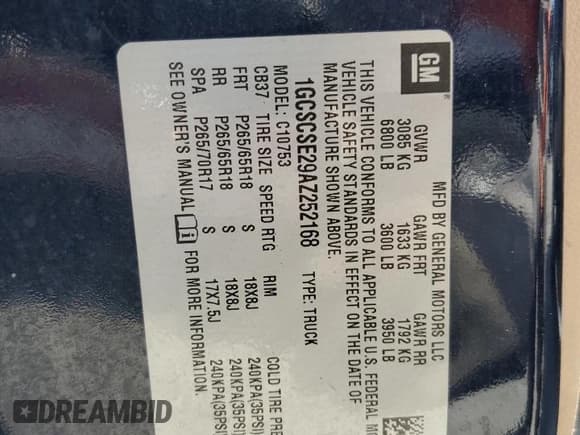 GM
MFD BY GENERAL MOTORS LLC
GVWR GAWR FRT GAWR RR
3085 KG 1633 KG 1792 KG
6800 LB 3600 LB 3950 LB
THIS VEHICLE CONFORMS TO ALL APPLICABLE U.S. FEDERAL
VEHICLE SAFETY STANDARDS IN EFFECT ON THE DATE OF
MANUFACTURE SHOWN ABOVE.
1GCSCSE29AZ252168 TYPE: TRUCK
MODEL: C10753
CB37 TIRE SIZE SPEED RTG RIM COLD TIRE
FRT P265/65R18 S 18X8J 240KPA(35PSI)
RR P265/65R18 S 18X8J 240KPA(35PSI)
SPA P265/70R17 S 17X7.5J 240KPA(35PSI)
SEE OWNER'S MANUAL FOR MORE INFORMATION.
DREAMBID